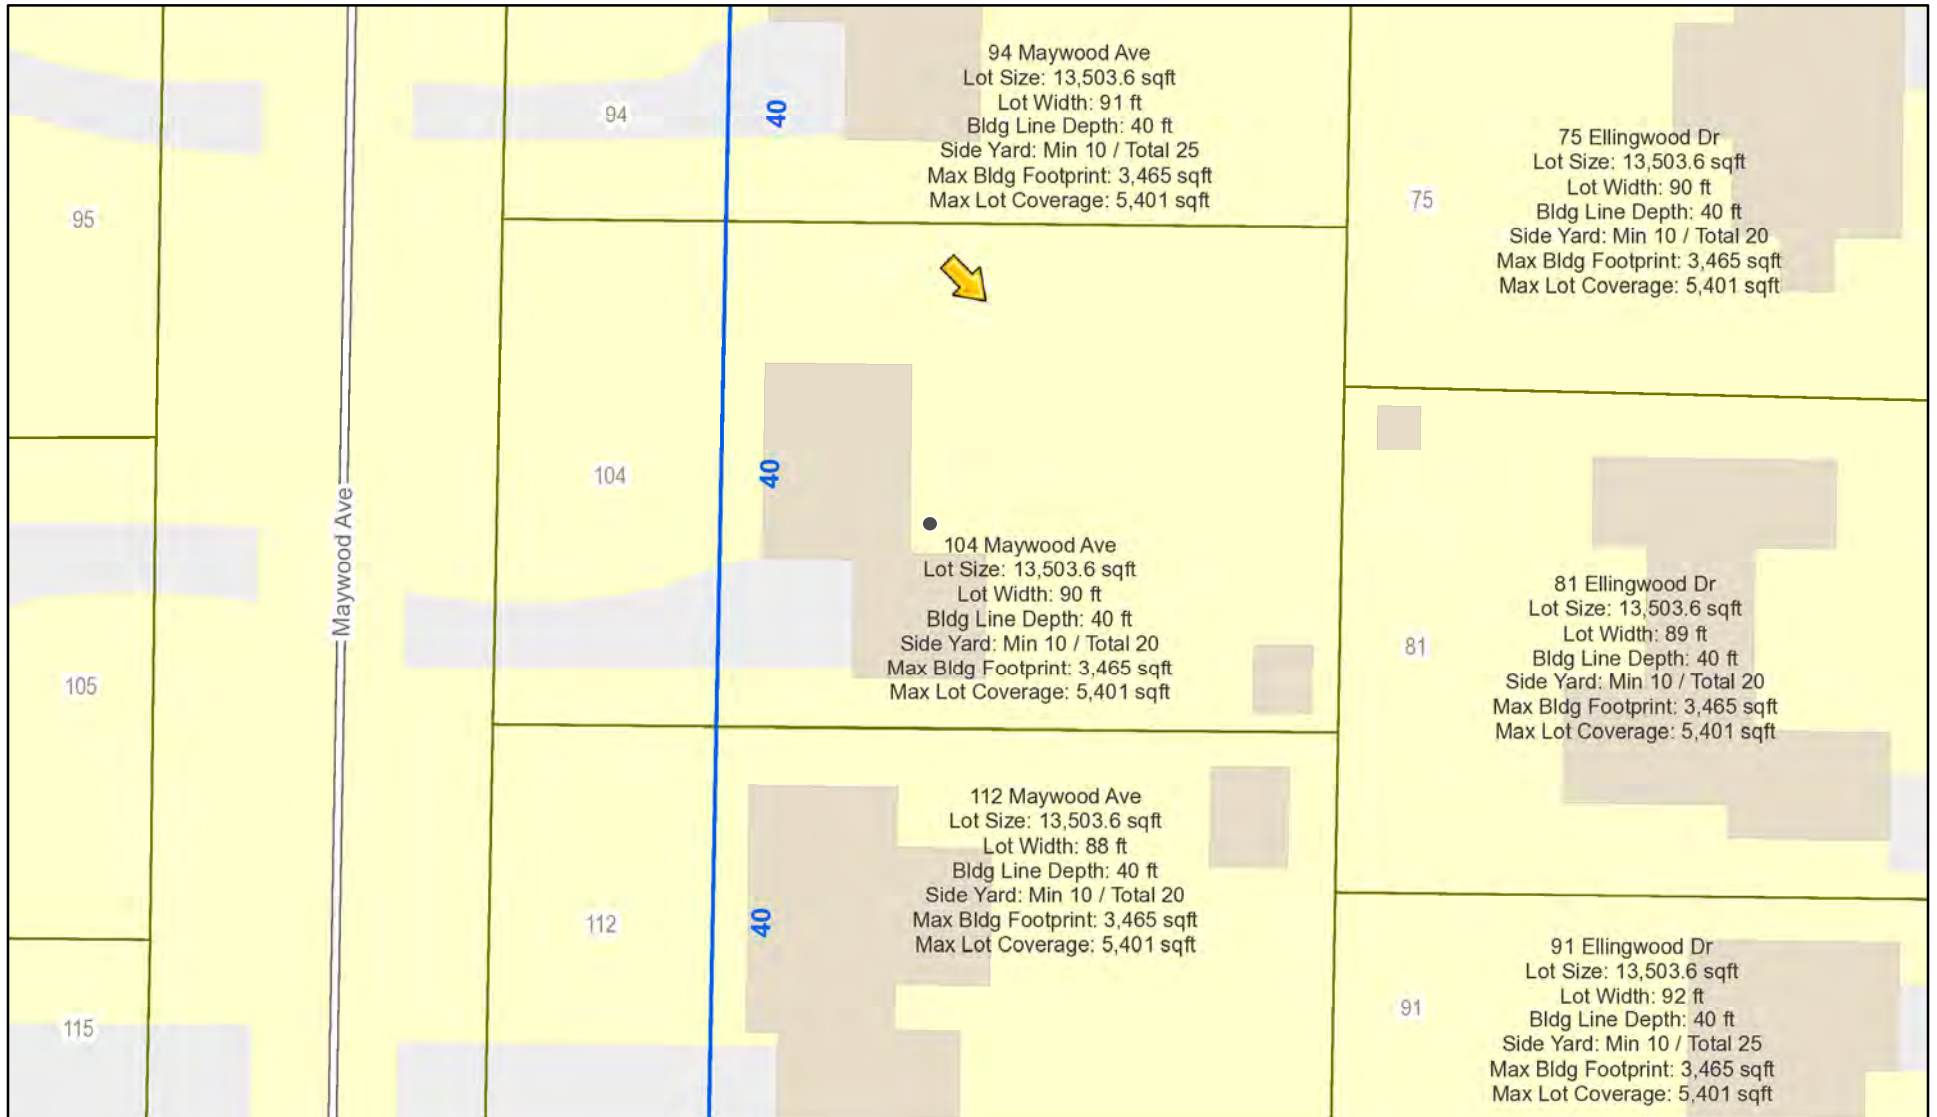 94 Maywood Ave
Lot Size: 13,503.6 sqft
Lot Width: 91 ft
Bldg Line Depth: 40 ft
Side Yard: Min 10 / Total 25
Max Bldg Footprint: 3,465 sqft
Max Lot Coverage: 5,401 sqft
94
40
95
75 Ellingwood Dr
Lot Size: 13,503.6 sqft
Lot Width: 90 ft
Bldg Line Depth: 40 ft
Side Yard: Min 10 / Total 20
Max Bldg Footprint: 3,465 sqft
Max Lot Coverage: 5,401 sqft
75
104
40
Maywood Ave
104 Maywood Ave
Lot Size: 13,503.6 sqft
Lot Width: 90 ft
Bldg Line Depth: 40 ft
Side Yard: Min 10 / Total 20
Max Bldg Footprint: 3,465 sqft
Max Lot Coverage: 5,401 sqft
105
81 Ellingwood Dr
Lot Size: 13,503.6 sqft
Lot Width: 89 ft
Bldg Line Depth: 40 ft
Side Yard: Min 10 / Total 20
Max Bldg Footprint: 3,465 sqft
Max Lot Coverage: 5,401 sqft
81
112 Maywood Ave
Lot Size: 13,503.6 sqft
Lot Width: 88 ft
Bldg Line Depth: 40 ft
Side Yard: Min 10 / Total 20
Max Bldg Footprint: 3,465 sqft
Max Lot Coverage: 5,401 sqft
112
40
115
91 Ellingwood Dr
Lot Size: 13,503.6 sqft
Lot Width: 92 ft
Bldg Line Depth: 40 ft
Side Yard: Min 10 / Total 25
Max Bldg Footprint: 3,465 sqft
Max Lot Coverage: 5,401 sqft
91